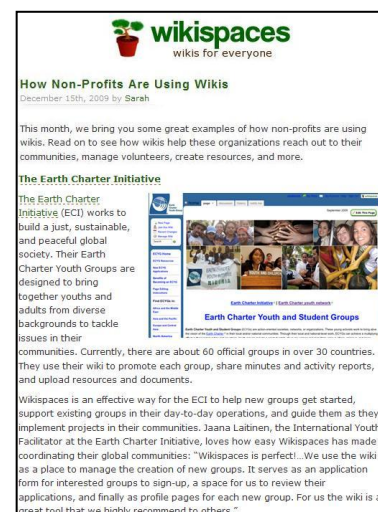 wikispaces
wikis for everyone
How Non-Profits Are Using Wikis
December 15th, 2009 by Sarah
This month, we bring you some great examples of how non-profits are using
wikis. Read on to see how wikis help these organizations reach out to their
communities, manage volunteers, create resources, and more.
The Earth Charter Initiative
The Earth Charter
Initiative (ECI) works to
build a just, sustainable,
and peaceful global
society. Their Earth
Charter Youth Groups are
designed to bring
together youths and
adults from diverse
backgrounds to tackle
issues in their
Earth Charter Initiative | Earth Charter youth network
Earth Charter Youth and Student Groups
communities. Currently, there are about 60 official groups in over 30 countries.
They use their wiki to promote each group, share minutes and activity reports,
and upload resources and documents.
Wikispaces is an effective way for the ECI to help new groups get started,
support existing groups in their day-to-day operations, and guide them as they
implement projects in their communities. Jaana Laitinen, the International Youth
Facilitator at the Earth Charter Initiative, loves how easy Wikispaces has made
coordinating their global communities: "Wikispaces is perfect!...We use the wiki
as a place to manage the creation of new groups. It serves as an application
form for interested groups to sign-up, a space for us to review their
applications, and finally as profile pages for each new group. For us the wiki is a
great tool that we highly recommend to others."